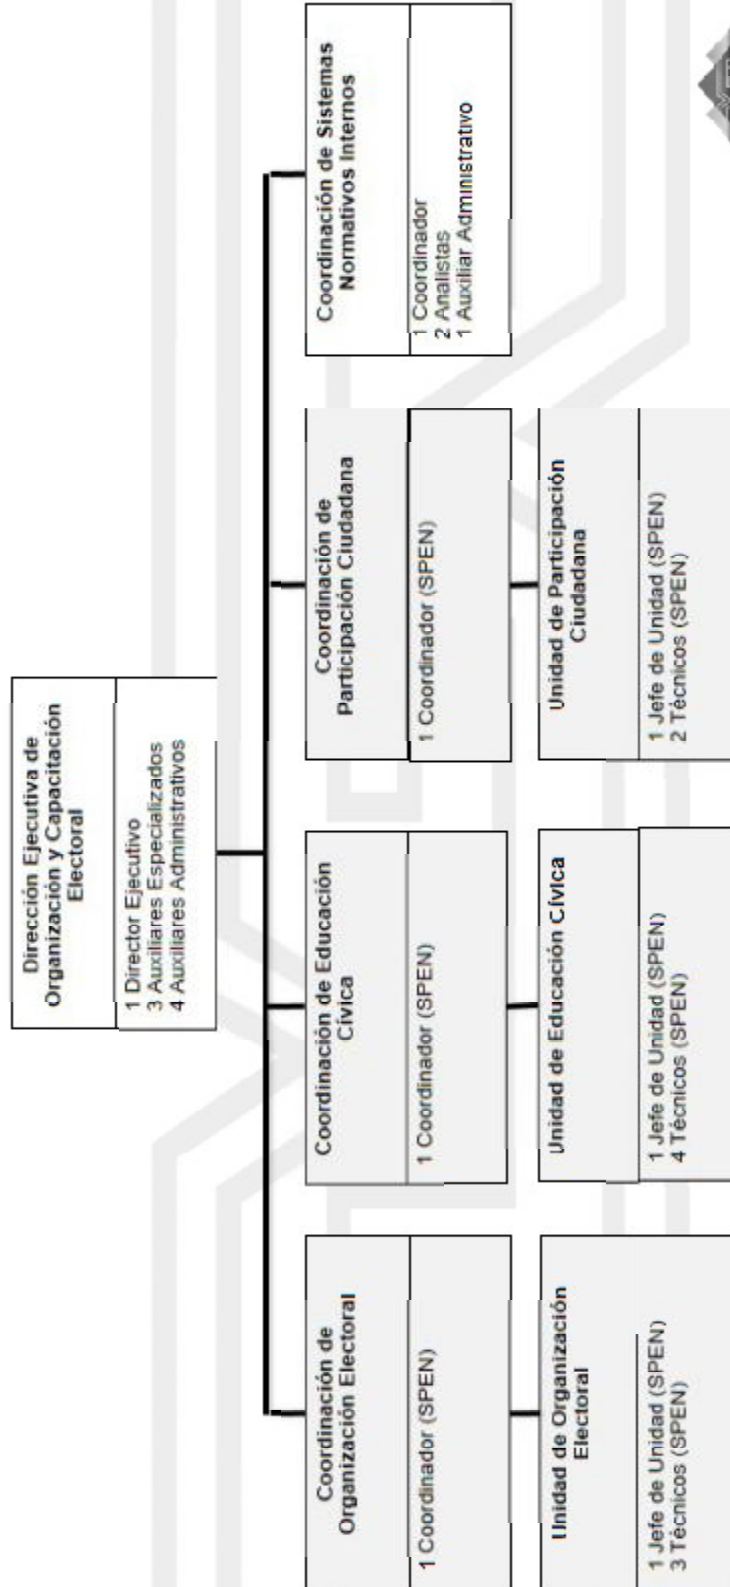 Dirección Ejecutiva de
Organización y Capacitación
Electoral
1 Director Ejecutivo
3 Auxiliares Especializados
4 Auxiliares Administrativos
Coordinación de
Organización Electoral
1 Coordinador (SPEN)
Unidad de Organización
Electoral
1 Jefe de Unidad (SPEN)
3 Técnicos (SPEN)
Coordinación de Educación
Cívica
1 Coordinador (SPEN)
Unidad de Educación Cívica
1 Jefe de Unidad (SPEN)
4 Técnicos (SPEN)
Coordinación de
Participación Ciudadana
1 Coordinador (SPEN)
Unidad de Participación
Ciudadana
1 Jefe de Unidad (SPEN)
2 Técnicos (SPEN)
Coordinación de Sistemas
Normativos Internos
1 Coordinador
2 Analistas
1 Auxiliar Administrativo